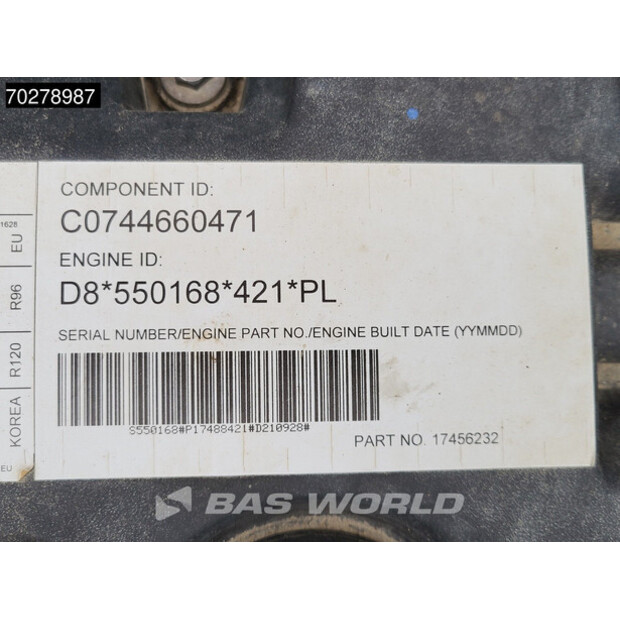 70278987
COMPONENT ID:
C0744660471
ENGINE ID:
D8*550168*421*PL
SERIAL NUMBER/ENGINE PART NO./ENGINE BUILT DATE (YYMMDD)
S550168#P17488421#D210928#
PART NO. 17456232
1628
EU
R96
R120
KOREA
EU
BAS WORLD